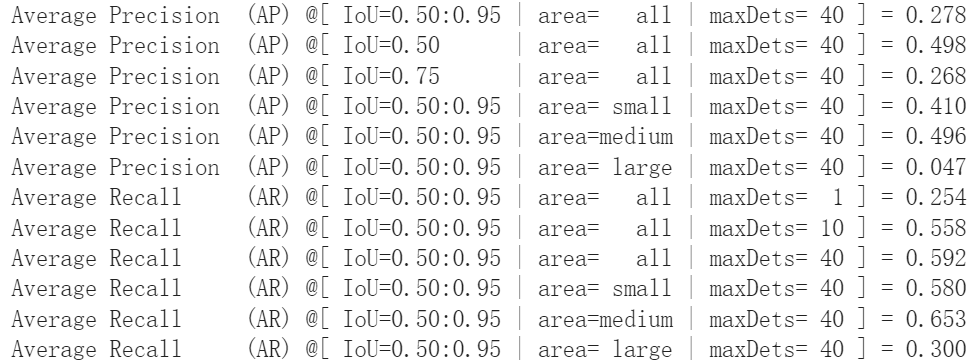 Average Precision  (AP) @[ IoU=0.50:0.95 | area=   all | maxDets= 40 ] = 0.278
Average Precision  (AP) @[ IoU=0.50      | area=   all | maxDets= 40 ] = 0.498
Average Precision  (AP) @[ IoU=0.75      | area=   all | maxDets= 40 ] = 0.268
Average Precision  (AP) @[ IoU=0.50:0.95 | area= small | maxDets= 40 ] = 0.410
Average Precision  (AP) @[ IoU=0.50:0.95 | area=medium | maxDets= 40 ] = 0.496
Average Precision  (AP) @[ IoU=0.50:0.95 | area= large | maxDets= 40 ] = 0.047
Average Recall     (AR) @[ IoU=0.50:0.95 | area=   all | maxDets=  1 ] = 0.254
Average Recall     (AR) @[ IoU=0.50:0.95 | area=   all | maxDets= 10 ] = 0.558
Average Recall     (AR) @[ IoU=0.50:0.95 | area=   all | maxDets= 40 ] = 0.592
Average Recall     (AR) @[ IoU=0.50:0.95 | area= small | maxDets= 40 ] = 0.580
Average Recall     (AR) @[ IoU=0.50:0.95 | area=medium | maxDets= 40 ] = 0.653
Average Recall     (AR) @[ IoU=0.50:0.95 | area= large | maxDets= 40 ] = 0.300